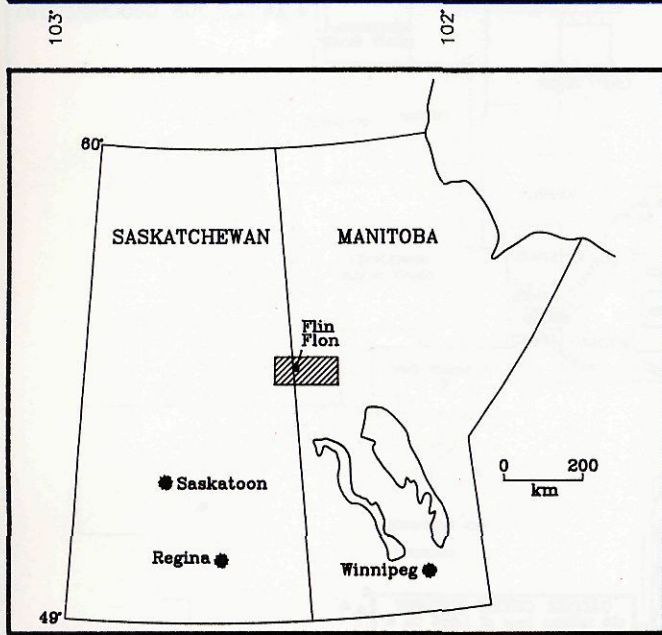 103°
102°
60°
SASKATCHEWAN
MANITOBA
Flin
Flon
Saskatoon
0 200
km
Regina
Winnipeg
49°